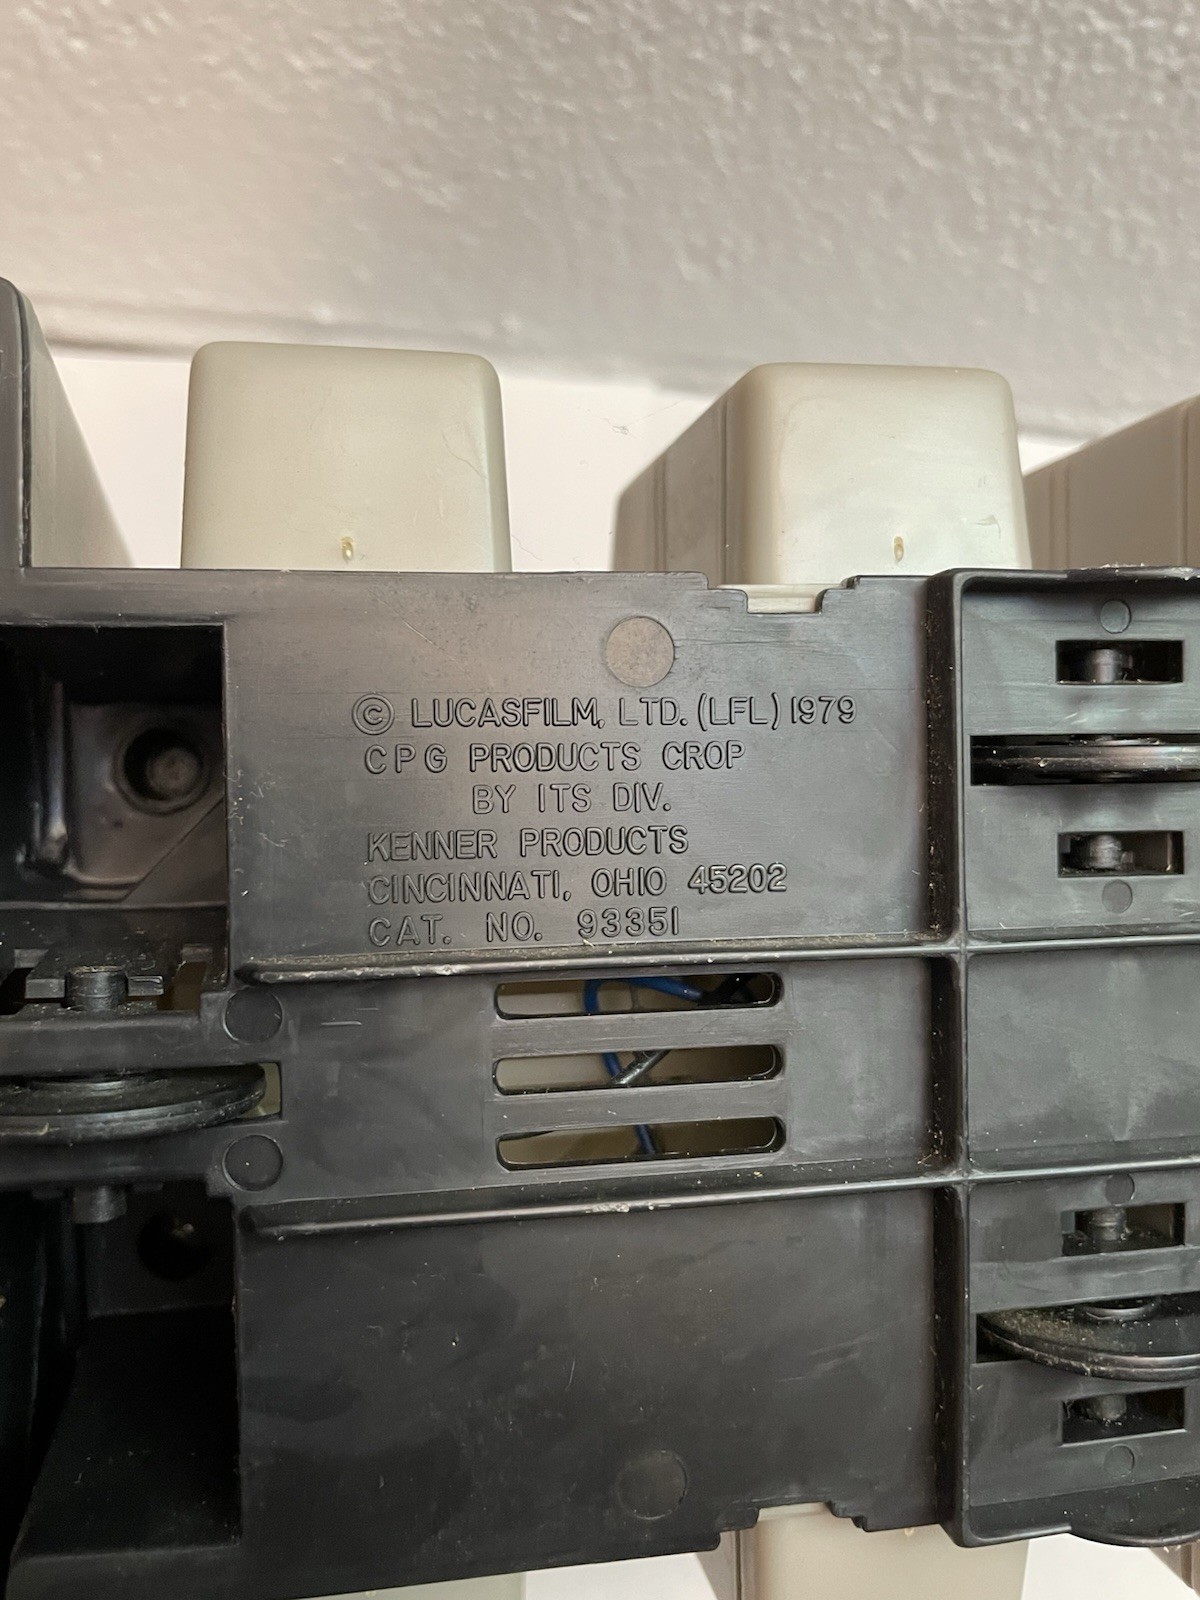 © LUCASFILM, LTD. (LFL) 1979
CPG PRODUCTS CROP
BY ITS DIV.
KENNER PRODUCTS
CINCINNATI, OHIO 45202
CAT. NO. 93351